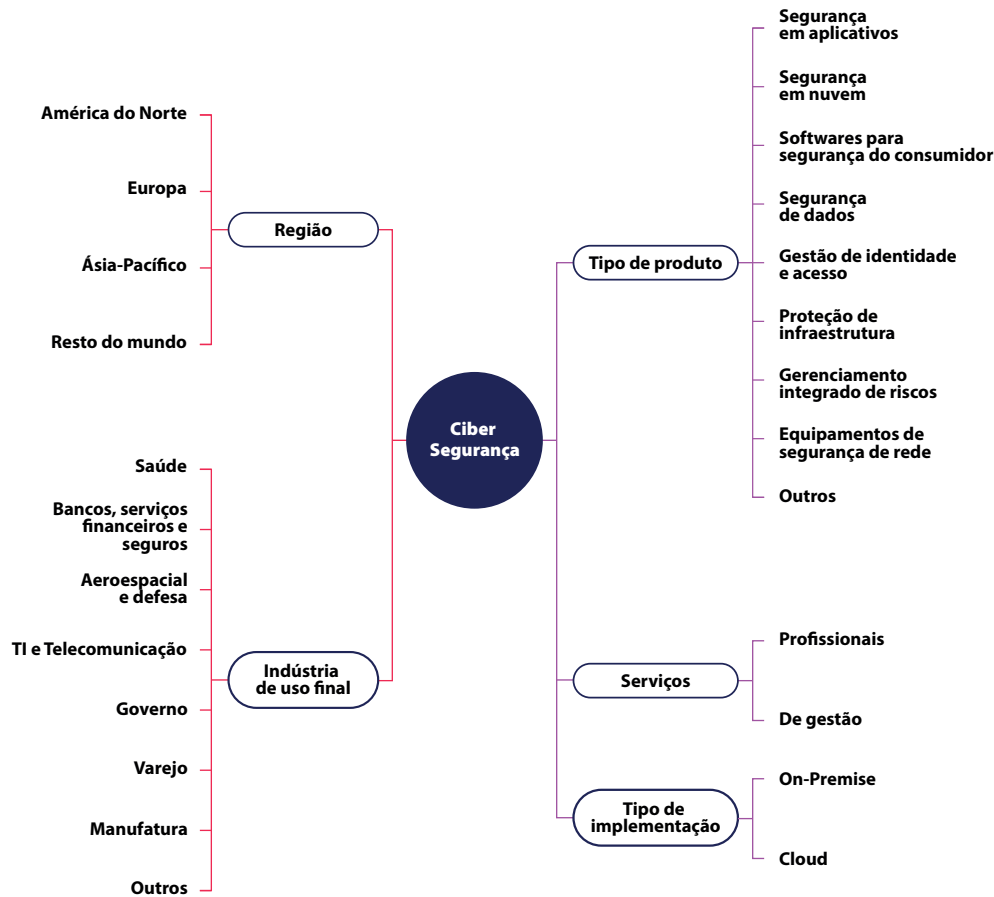 América do Norte
Europa
Ásia-Pacífico
Resto do mundo
Região
Saúde
Bancos, serviços
financeiros e
seguros
Aeroespacial
e defesa
TI e Telecomunicação
Governo
Varejo
Manufatura
Outros
Indústria
de uso final
Ciber
Segurança
Tipo de produto
Segurança
em aplicativos
Segurança
em nuvem
Softwares para
segurança do consumidor
Segurança
de dados
Gestão de identidade
e acesso
Proteção de
infraestrutura
Gerenciamento
integrado de riscos
Equipamentos de
segurança de rede
Outros
Serviços
Profissionais
De gestão
Tipo de
implementação
On-Premise
Cloud